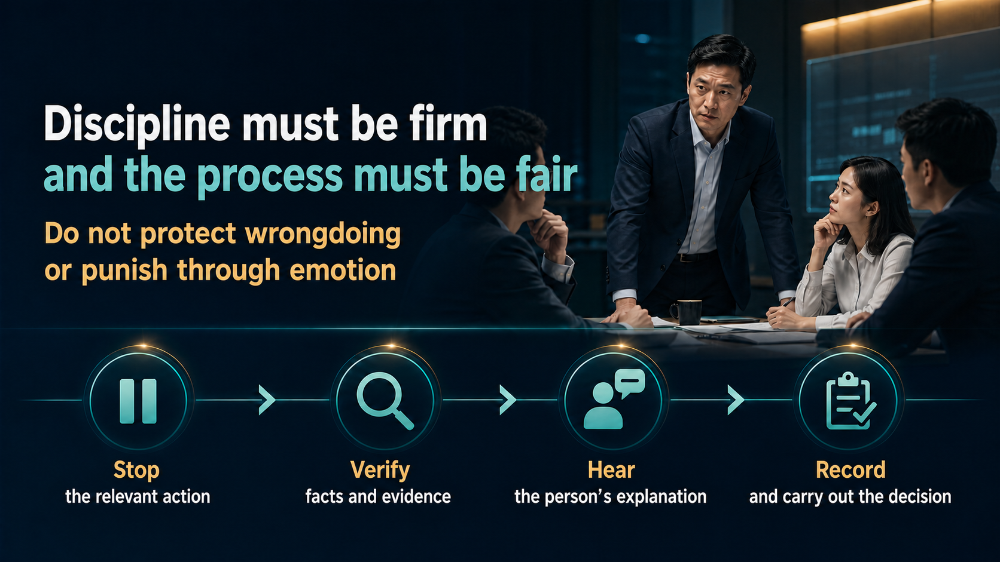 Discipline must be firm
and the process must be fair
Do not protect wrongdoing
or punish through emotion
Stop
the relevant action
Verify
facts and evidence
Hear
the person’s explanation
Record
and carry out the decision